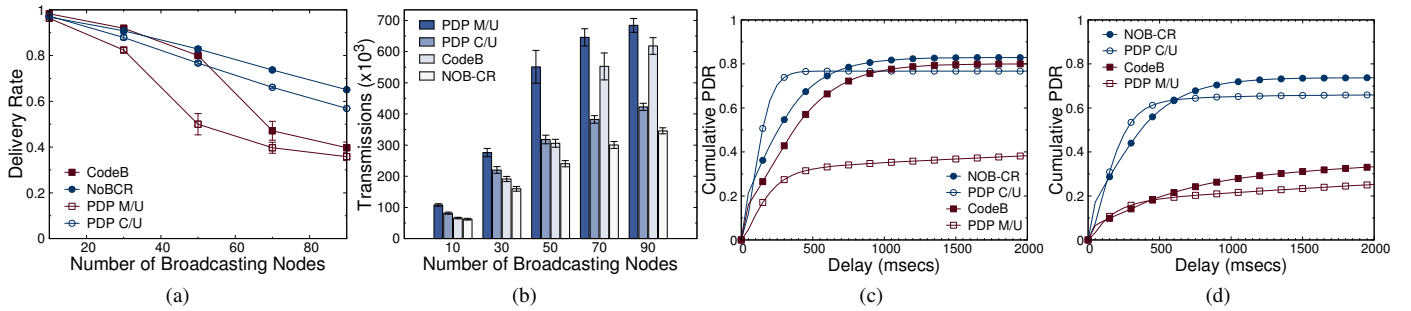 1
0.8
0.6
0.4
0.2
0
20
40
60
80
Delivery Rate
Number of Broadcasting Nodes
CodeB
NoBCR
PDP M/U
PDP C/U
(a)
700
600
500
400
300
200
100
0
10
30
50
70
90
Transmissions (x10³)
Number of Broadcasting Nodes
PDP M/U
PDP C/U
CodeB
NOB-CR
(b)
1
0.8
0.6
0.4
0.2
0
0
500
1000
1500
2000
Cumulative PDR
Delay (msecs)
NOB-CR
PDP C/U
CodeB
PDP M/U
(c)
1
0.8
0.6
0.4
0.2
0
0
500
1000
1500
2000
Cumulative PDR
Delay (msecs)
NOB-CR
PDP C/U
CodeB
PDP M/U
(d)